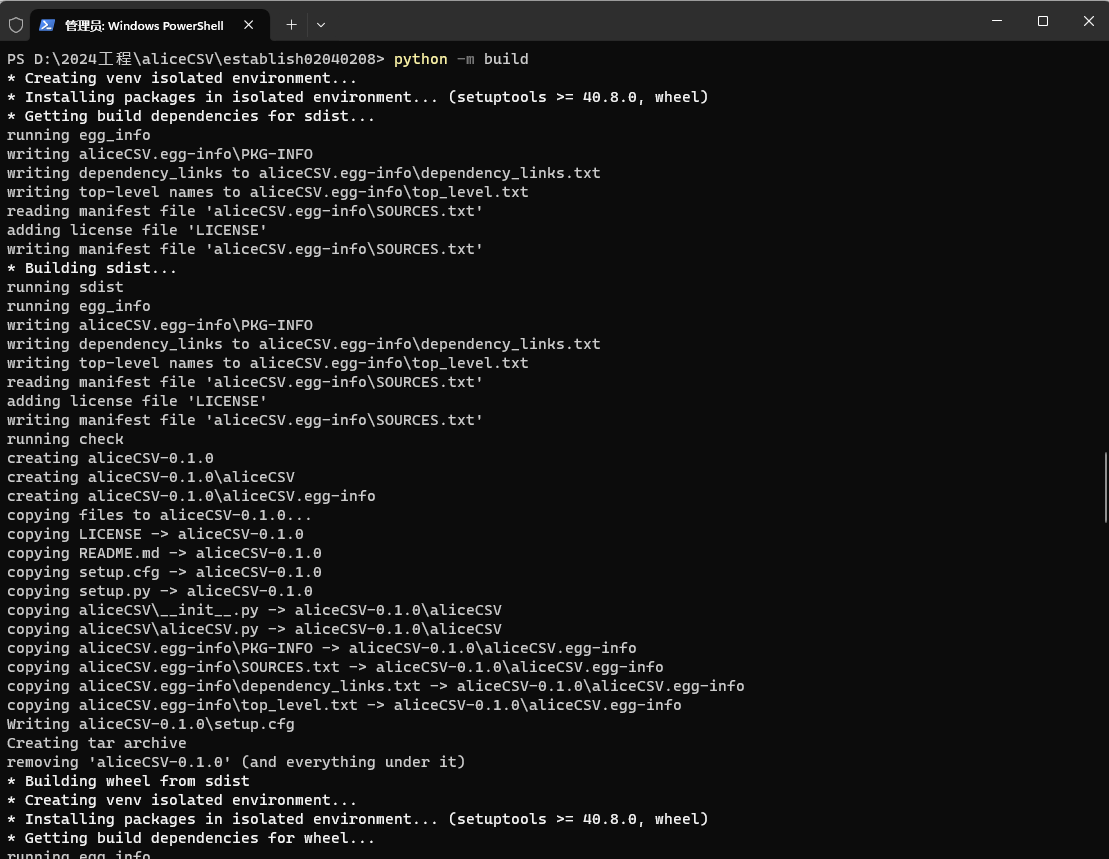 管理员: Windows PowerShell
PS D:\2024工程\aliceCSV\establish02040208> python -m build
* Creating venv isolated environment...
* Installing packages in isolated environment... (setuptools >= 40.8.0, wheel)
* Getting build dependencies for sdist...
running egg_info
writing aliceCSV.egg-info\PKG-INFO
writing dependency_links to aliceCSV.egg-info\dependency_links.txt
writing top-level names to aliceCSV.egg-info\top_level.txt
reading manifest file 'aliceCSV.egg-info\SOURCES.txt'
adding license file 'LICENSE'
writing manifest file 'aliceCSV.egg-info\SOURCES.txt'
* Building sdist...
running sdist
running egg_info
writing aliceCSV.egg-info\PKG-INFO
writing dependency_links to aliceCSV.egg-info\dependency_links.txt
writing top-level names to aliceCSV.egg-info\top_level.txt
reading manifest file 'aliceCSV.egg-info\SOURCES.txt'
adding license file 'LICENSE'
writing manifest file 'aliceCSV.egg-info\SOURCES.txt'
running check
creating aliceCSV-0.1.0
creating aliceCSV-0.1.0\aliceCSV
creating aliceCSV-0.1.0\aliceCSV.egg-info
copying files to aliceCSV-0.1.0...
copying LICENSE -> aliceCSV-0.1.0
copying README.md -> aliceCSV-0.1.0
copying setup.cfg -> aliceCSV-0.1.0
copying setup.py -> aliceCSV-0.1.0
copying aliceCSV\__init__.py -> aliceCSV-0.1.0\aliceCSV
copying aliceCSV\aliceCSV.py -> aliceCSV-0.1.0\aliceCSV
copying aliceCSV.egg-info\PKG-INFO -> aliceCSV-0.1.0\aliceCSV.egg-info
copying aliceCSV.egg-info\SOURCES.txt -> aliceCSV-0.1.0\aliceCSV.egg-info
copying aliceCSV.egg-info\dependency_links.txt -> aliceCSV-0.1.0\aliceCSV.egg-info
copying aliceCSV.egg-info\top_level.txt -> aliceCSV-0.1.0\aliceCSV.egg-info
Writing aliceCSV-0.1.0\setup.cfg
Creating tar archive
removing 'aliceCSV-0.1.0' (and everything under it)
* Building wheel from sdist
* Creating venv isolated environment...
* Installing packages in isolated environment... (setuptools >= 40.8.0, wheel)
* Getting build dependencies for wheel...
running egg_info